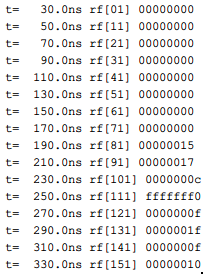 t=   30.0ns rf[01] 00000000
t=   50.0ns rf[11] 00000000
t=   70.0ns rf[21] 00000000
t=   90.0ns rf[31] 00000000
t=  110.0ns rf[41] 00000000
t=  130.0ns rf[51] 00000000
t=  150.0ns rf[61] 00000000
t=  170.0ns rf[71] 00000000
t=  190.0ns rf[81] 00000015
t=  210.0ns rf[91] 00000017
t=  230.0ns rf[101] 0000000c
t=  250.0ns rf[111] fffffff0
t=  270.0ns rf[121] 0000000f
t=  290.0ns rf[131] 0000001f
t=  310.0ns rf[141] 0000000f
t=  330.0ns rf[151] 00000010